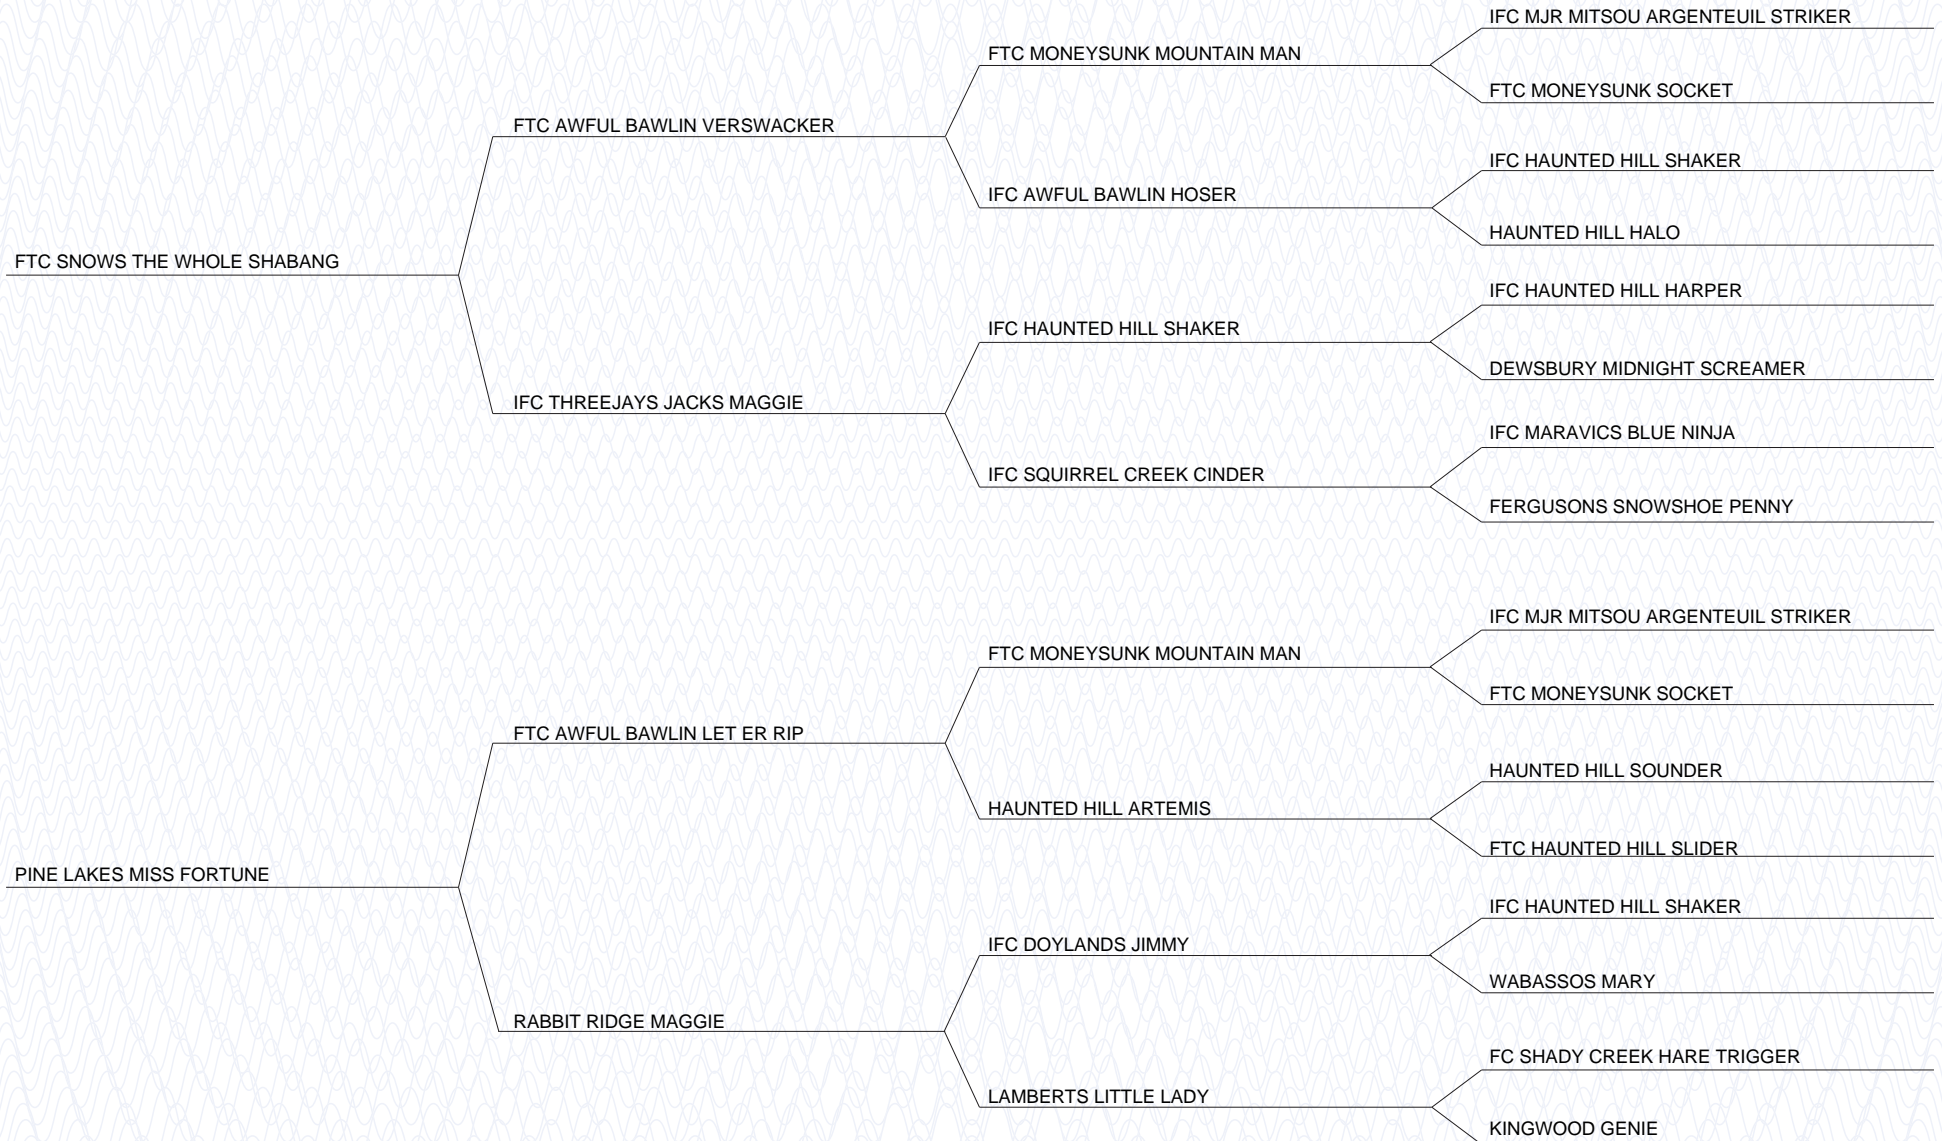 IFC MJR MITSOU ARGENTEUIL STRIKER
FTC MONEYSUNK MOUNTAIN MAN
FTC MONEYSUNK SOCKET
FTC AWFUL BAWLIN VERSWACKER
IFC HAUNTED HILL SHAKER
IFC AWFUL BAWLIN HOSER
HAUNTED HILL HALO
FTC SNOWS THE WHOLE SHABANG
IFC HAUNTED HILL HARPER
IFC HAUNTED HILL SHAKER
DEWSBURY MIDNIGHT SCREAMER
IFC THREEJAYS JACKS MAGGIE
IFC MARAVICS BLUE NINJA
IFC SQUIRREL CREEK CINDER
FERGUSONS SNOWSHOE PENNY
IFC MJR MITSOU ARGENTEUIL STRIKER
FTC MONEYSUNK MOUNTAIN MAN
FTC MONEYSUNK SOCKET
FTC AWFUL BAWLIN LET ER RIP
HAUNTED HILL SOUNDER
HAUNTED HILL ARTEMIS
FTC HAUNTED HILL SLIDER
PINE LAKES MISS FORTUNE
IFC HAUNTED HILL SHAKER
IFC DOYLANDS JIMMY
WABASSOS MARY
RABBIT RIDGE MAGGIE
FC SHADY CREEK HARE TRIGGER
LAMBERTS LITTLE LADY
KINGWOOD GENIE